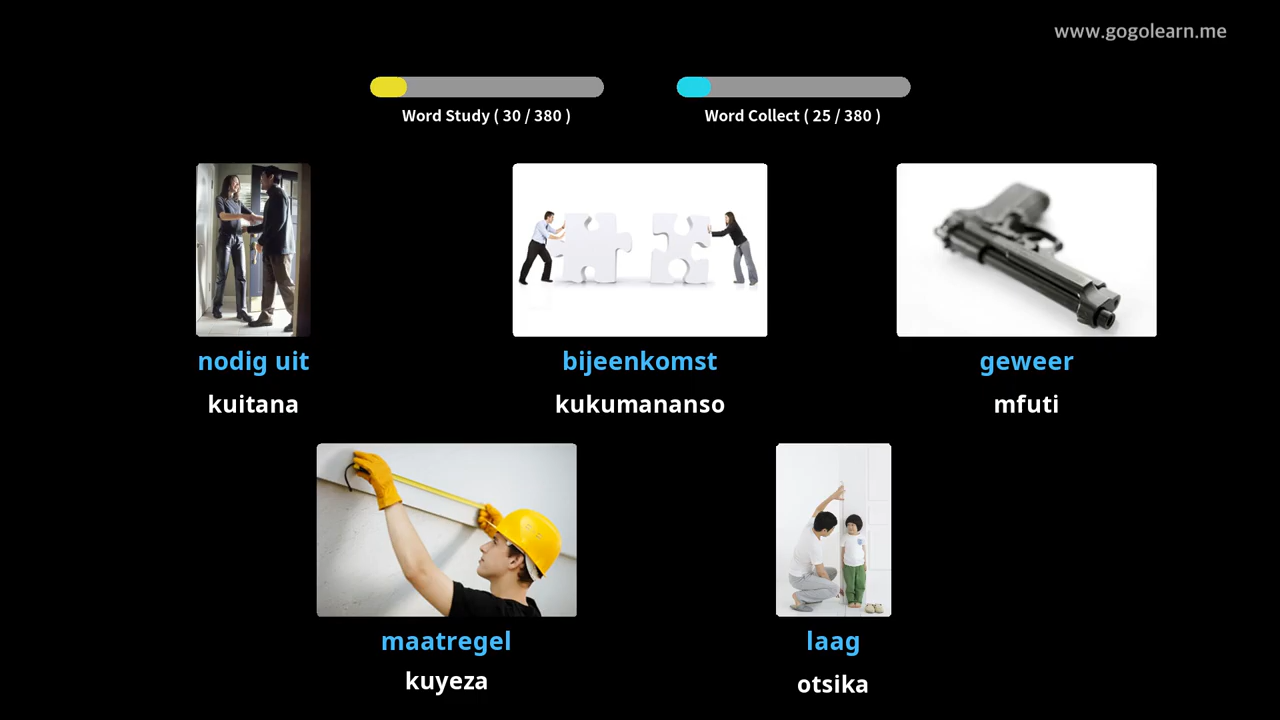 www.gogolearn.me
Word Study ( 30 / 380 )
Word Collect ( 25 / 380 )
nodig uit
kuitana
bijeenkomst
kukumananso
geweer
mfuti
maatregel
kuyeza
laag
otsika